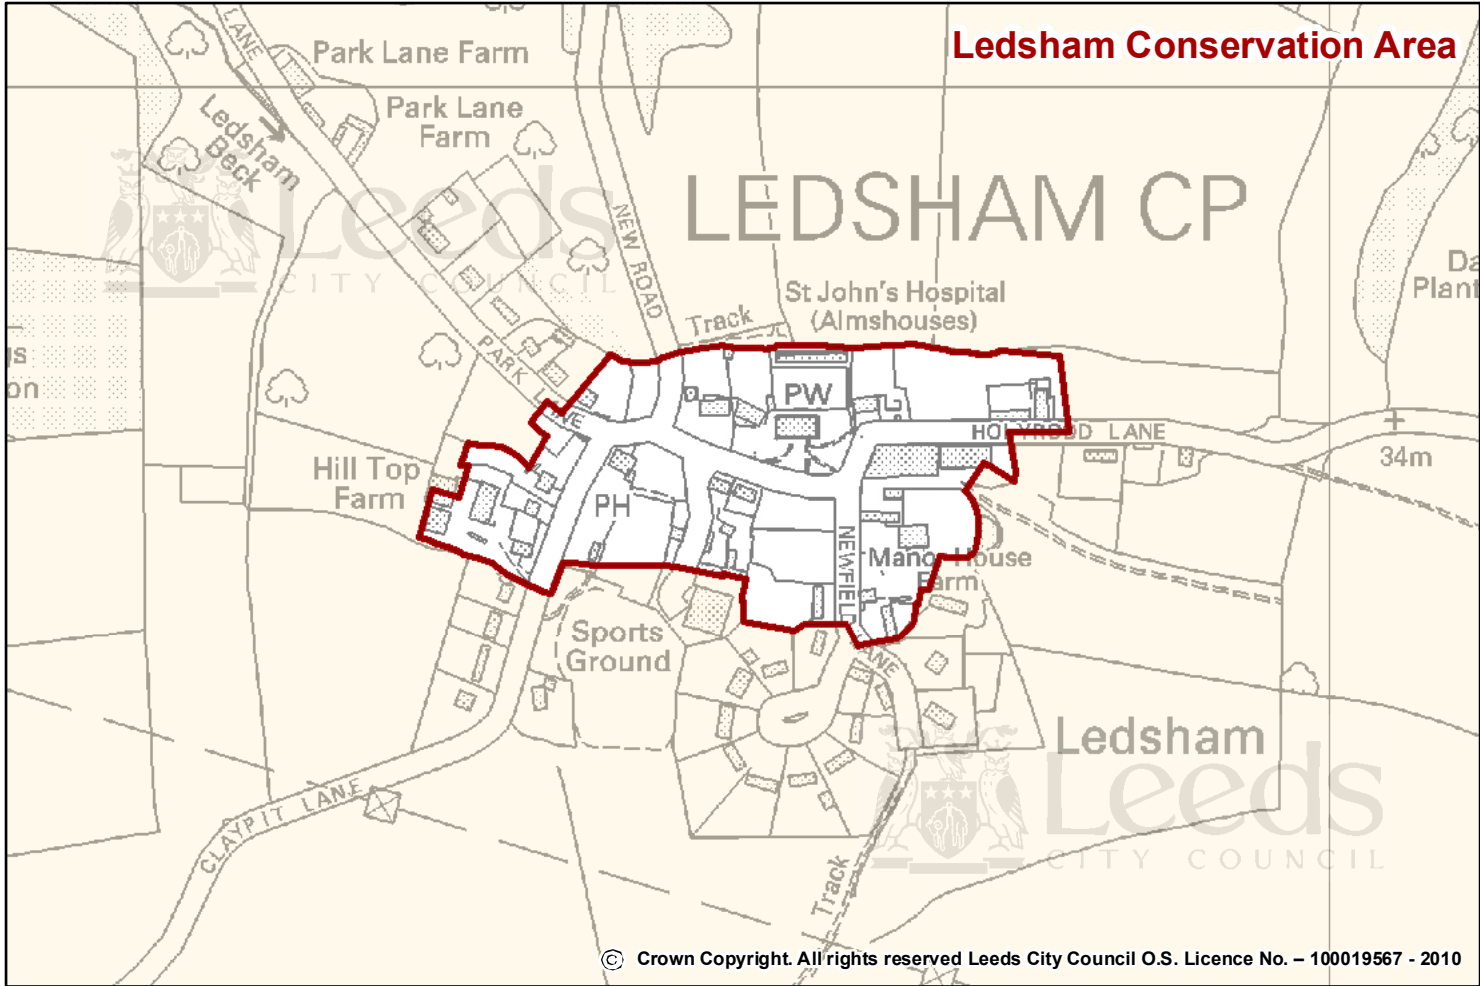 Ledsham Conservation Area
LANE
Park Lane Farm
Park Lane
Farm
Ledsham
Beck
Leeds
CITY COUNCIL
LEDSHAM CP
NEW ROAD
St John's Hospital
(Almshouses)
Track
PARK LANE
PW
HOLYROOD LANE
34m
Hill Top
Farm
PH
NEWFIELD
LANE
Manor House
Farm
Sports
Ground
Ledsham
Leeds
CITY COUNCIL
CLAYPIT LANE
Track
© Crown Copyright. All rights reserved Leeds City Council O.S. Licence No. – 100019567 - 2010